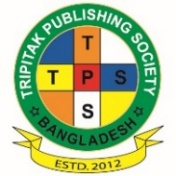 TRIPITAK PUBLISHING SOCIETY
T
T P S
S
★ BANGLADESH ★
ESTD. 2012